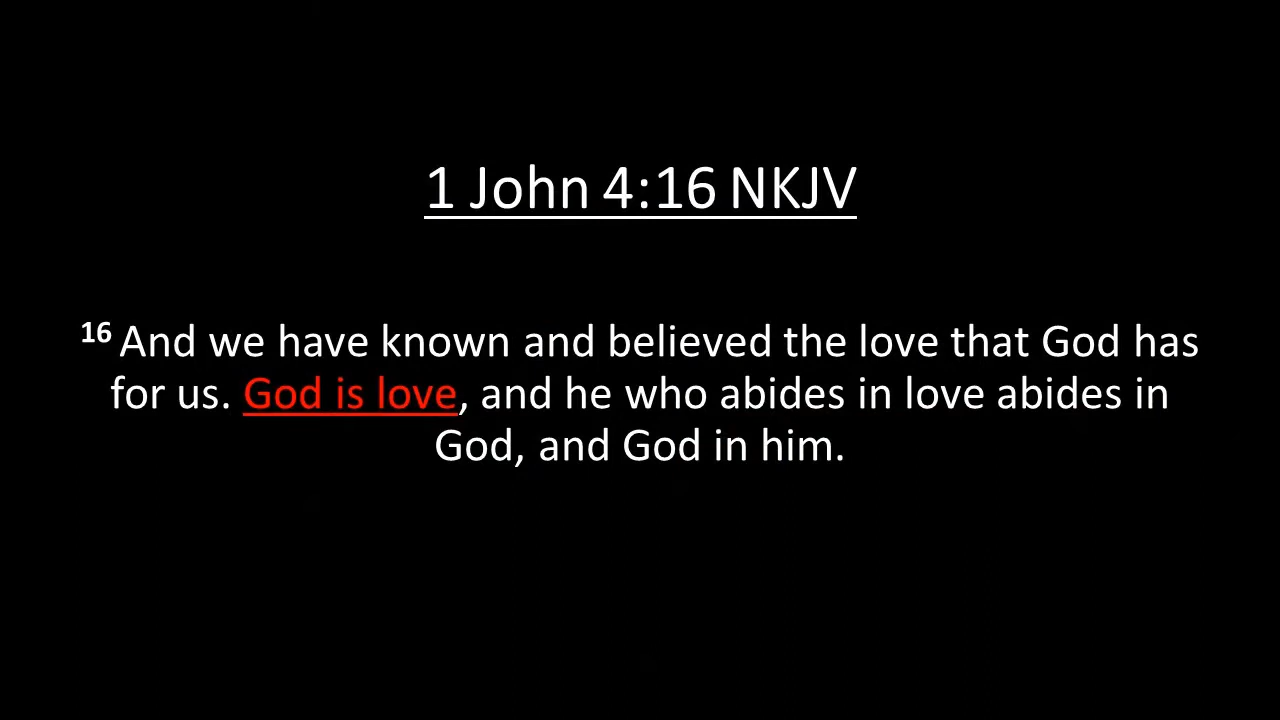 1 John 4:16 NKJV
16 And we have known and believed the love that God has
for us. God is love, and he who abides in love abides in
God, and God in him.